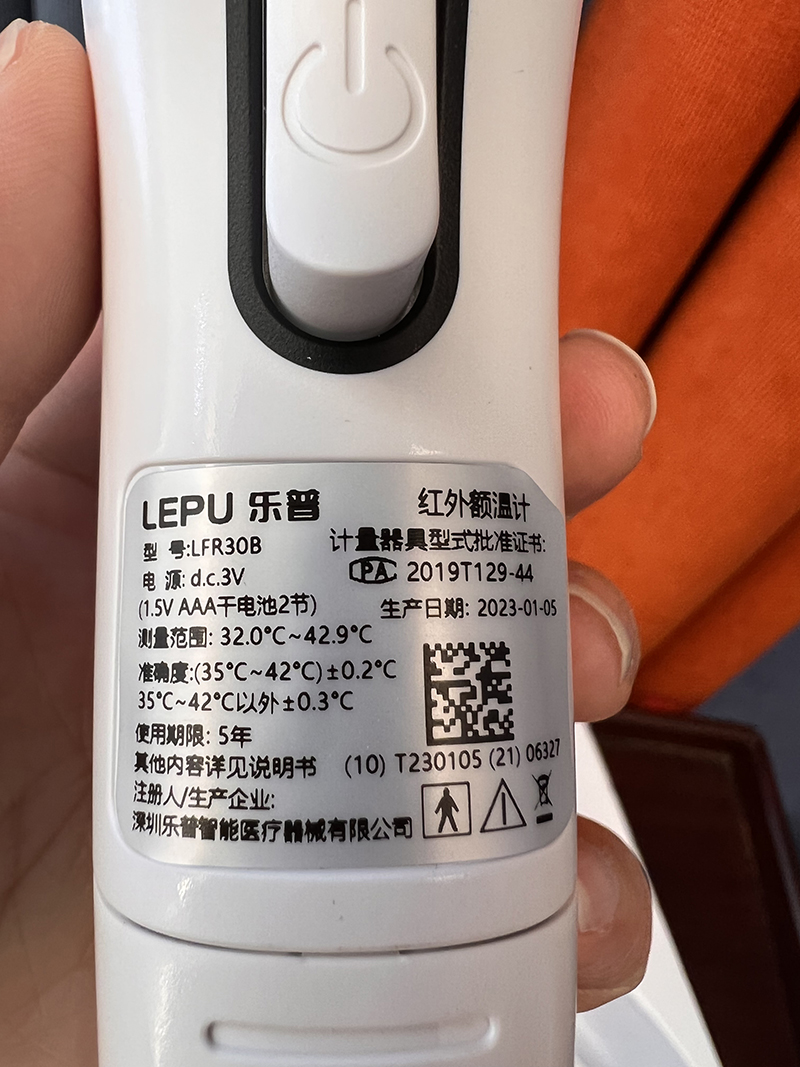 LEPU 乐普
红外额温计
型 号:LFR30B
计量器具型式批准证书:
电 源: d.c.3V
PA 2019T129-44
(1.5V AAA干电池2节)
生产日期: 2023-01-05
测量范围: 32.0°C~42.9°C
准确度:(35°C~42°C)±0.2°C
35°C~42°C以外±0.3°C
使用期限: 5年
其他内容详见说明书
(10) T230105 (21) 06327
注册人/生产企业:
深圳乐普智能医疗器械有限公司